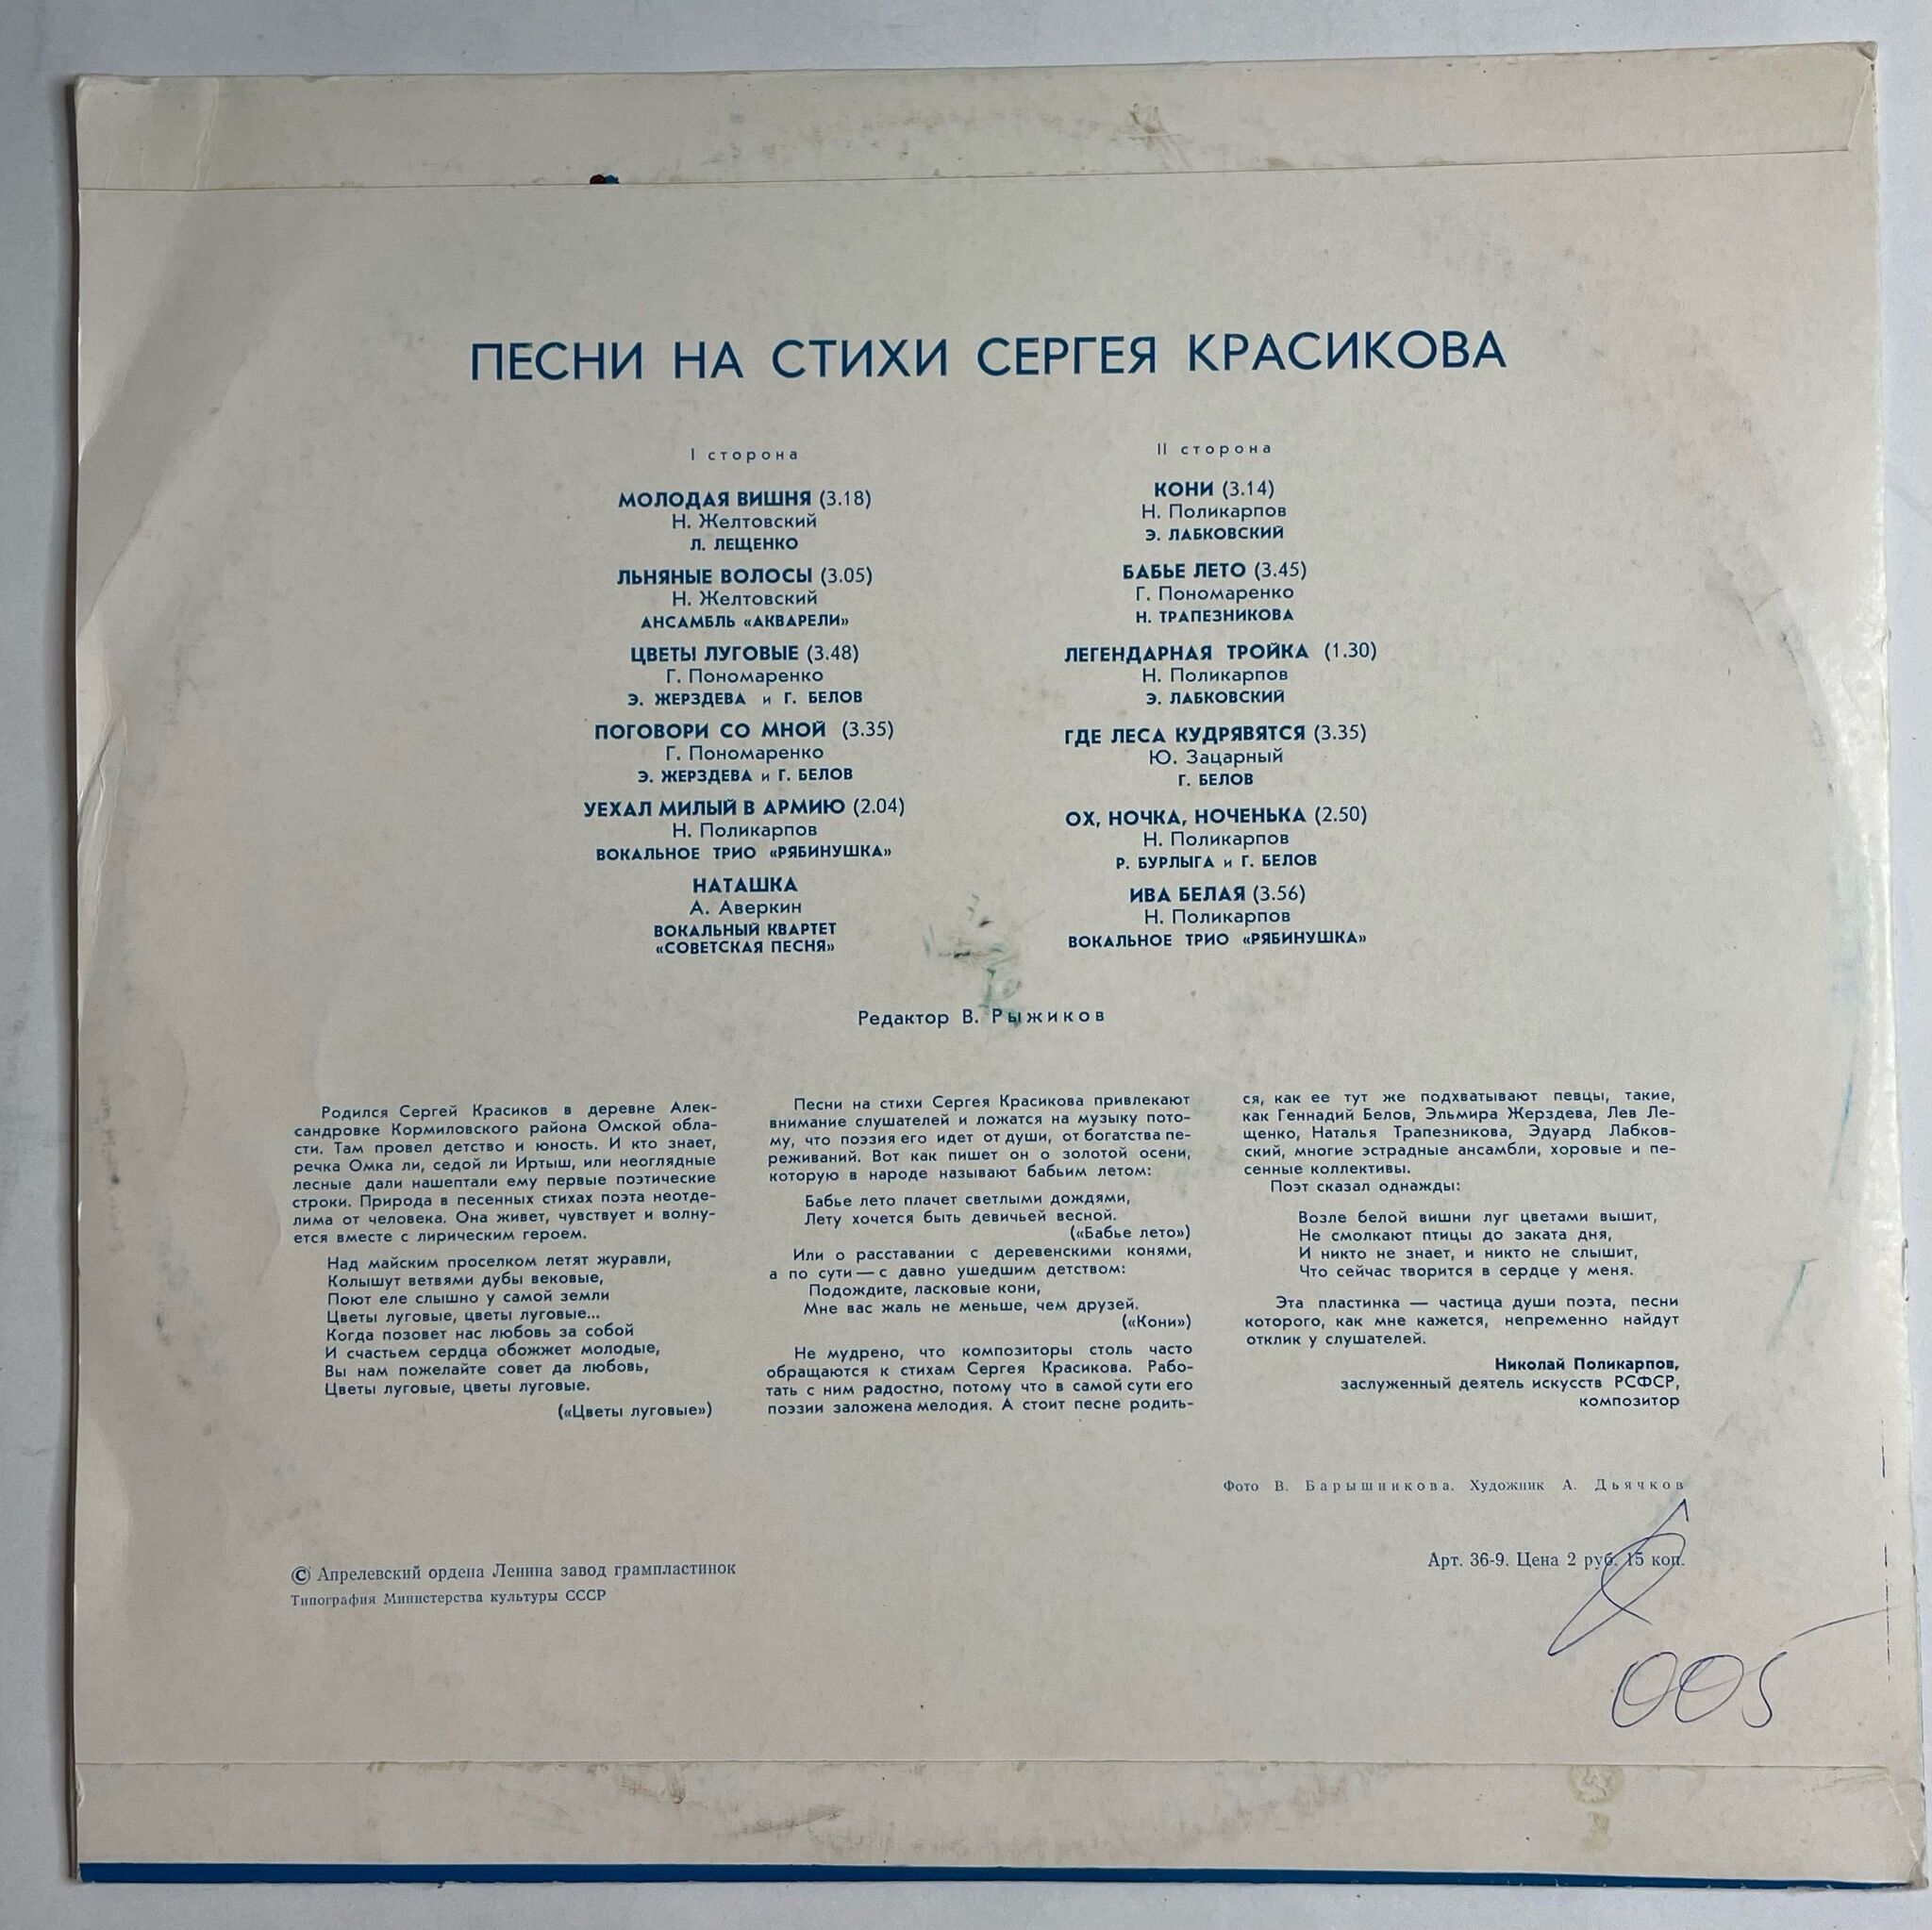 ПЕСНИ НА СТИХИ СЕРГЕЯ КРАСИКОВА
I сторона
МОЛОДАЯ ВИШНЯ (3.18)
Н. Желтовский
Л. ЛЕЩЕНКО
ЛЬНЯНЫЕ ВОЛОСЫ (3.05)
Н. Желтовский
АНСАМБЛЬ «АКВАРЕЛИ»
ЦВЕТЫ ЛУГОВЫЕ (3.48)
Г. Пономаренко
Э. ЖЕРЗДЕВА и Г. БЕЛОВ
ПОГОВОРИ СО МНОЙ (3.35)
Г. Пономаренко
Э. ЖЕРЗДЕВА и Г. БЕЛОВ
УЕХАЛ МИЛЫЙ В АРМИЮ (2.04)
Н. Поликарпов
ВОКАЛЬНОЕ ТРИО «РЯБИНУШКА»
НАТАШКА
А. Аверкин
ВОКАЛЬНЫЙ КВАРТЕТ
«СОВЕТСКАЯ ПЕСНЯ»
II сторона
КОНИ (3.14)
Н. Поликарпов
Э. ЛАБКОВСКИЙ
БАБЬЕ ЛЕТО (3.45)
Г. Пономаренко
Н. ТРАПЕЗНИКОВА
ЛЕГЕНДАРНАЯ ТРОЙКА (1.30)
Н. Поликарпов
Э. ЛАБКОВСКИЙ
ГДЕ ЛЕСА КУДРЯВЯТСЯ (3.35)
Ю. Зацарный
Г. БЕЛОВ
ОХ, НОЧКА, НОЧЕНЬКА (2.50)
Н. Поликарпов
Р. БУРЛЫГА и Г. БЕЛОВ
ИВА БЕЛАЯ (3.56)
Н. Поликарпов
ВОКАЛЬНОЕ ТРИО «РЯБИНУШКА»
Редактор В. Рыжиков
Родился Сергей Красиков в деревне Алек-
сандровке Кормиловского района Омской обла-
сти. Там провел детство и юность. И кто знает,
речка Омка ли, седой ли Иртыш, или неоглядные
лесные дали нашептали ему первые поэтические
строки. Природа в песенных стихах поэта неотде-
лима от человека. Она живет, чувствует и волну-
ется вместе с лирическим героем.
Над майским проселком летят журавли,
Колышут ветвями дубы вековые,
Поют еле слышно у самой земли
Цветы луговые, цветы луговые...
Когда позовет нас любовь за собой
И счастьем сердца обожжет молодые,
Вы нам пожелайте совет да любовь,
Цветы луговые, цветы луговые.
(«Цветы луговые»)
Песни на стихи Сергея Красикова привлекают
внимание слушателей и ложатся на музыку пото-
му, что поэзия его идет от души, от богатства пе-
реживаний. Вот как пишет он о золотой осени,
которую в народе называют бабьим летом:
Бабье лето плачет светлыми дождями,
Лету хочется быть девичьей весной.
(«Бабье лето»)
Или о расставании с деревенскими конями,
а по сути — с давно ушедшим детством:
Подождите, ласковые кони,
Мне вас жаль не меньше, чем друзей.
(«Кони»)
Не мудрено, что композиторы столь часто
обращаются к стихам Сергея Красикова. Рабо-
тать с ним радостно, потому что в самой сути его
поэзии заложена мелодия. А стоит песне родить-
ся, как ее тут же подхватывают певцы, такие,
как Геннадий Белов, Эльмира Жерздева, Лев Ле-
щенко, Наталья Трапезникова, Эдуард Лабков-
ский, многие эстрадные ансамбли, хоровые и пе-
сенные коллективы.
Поэт сказал однажды:
Возле белой вишни луг цветами вышит,
Не смолкают птицы до заката дня,
И никто не знает, и никто не слышит,
Что сейчас творится в сердце у меня.
Эта пластинка — частица души поэта, песни
которого, как мне кажется, непременно найдут
отклик у слушателей.
Николай Поликарпов,
заслуженный деятель искусств РСФСР,
композитор
Фото В. Барышникова. Художник А. Дьячков
© Апрелевский ордена Ленина завод грампластинок
Типография Министерства культуры СССР
Арт. 36-9. Цена 2 руб. 15 коп.
005